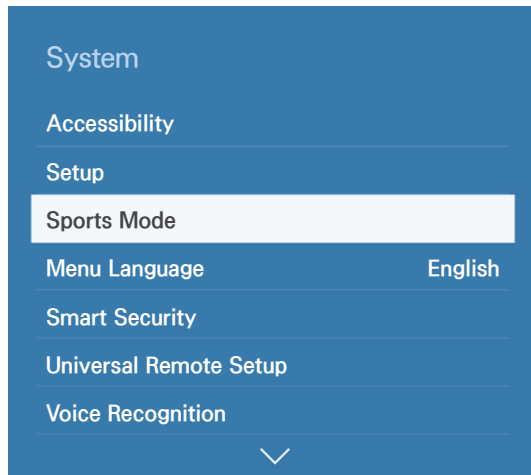 System
Accessibility
Setup
Sports Mode
Menu Language English
Smart Security
Universal Remote Setup
Voice Recognition